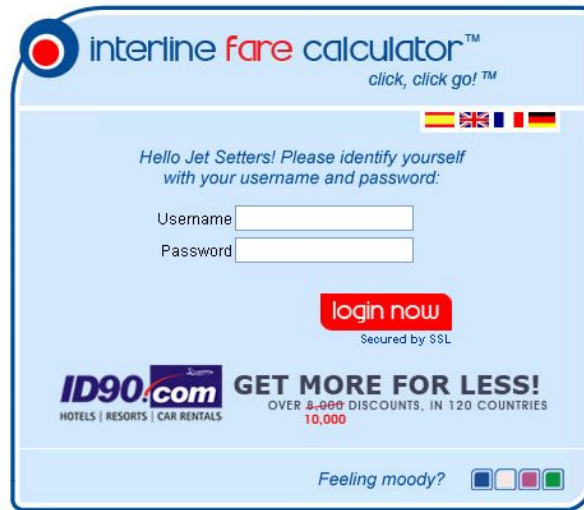 interline fare calculator™
click, click go! ™
Hello Jet Setters! Please identify yourself
with your username and password:
Username
Password
login now
Secured by SSL
ID90.com
HOTELS | RESORTS | CAR RENTALS
GET MORE FOR LESS!
OVER 8,000 DISCOUNTS, IN 120 COUNTRIES
10,000
Feeling moody?